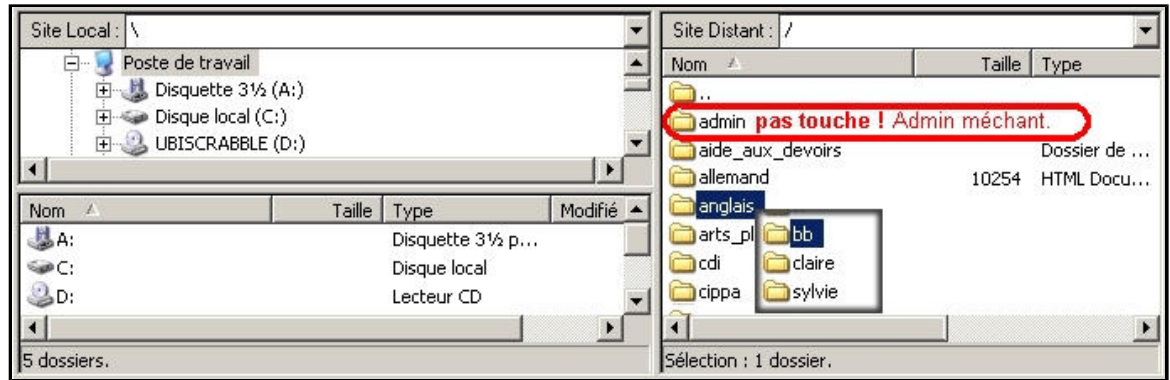 Site Local : \
Poste de travail
Disquette 3½ (A:)
Disque local (C:)
UBISCRABBLE (D:)
Nom Taille Type Modifié
A: Disquette 3½ p...
C: Disque local
D: Lecteur CD
5 dossiers.
Site Distant : /
Nom Taille Type
..
admin pas touche ! Admin méchant.
aide_aux_devoirs Dossier de ...
allemand 10254 HTML Docu...
anglais
arts_pl bb
cdi claire
cippa sylvie
Sélection : 1 dossier.